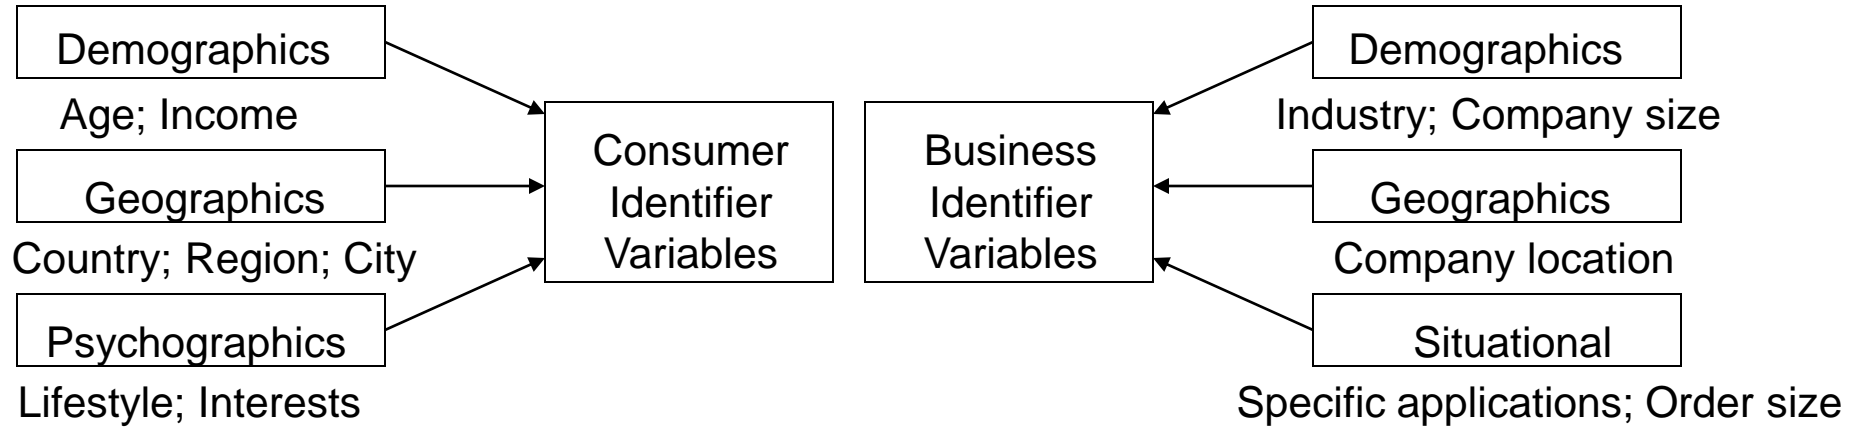 Demographics
Age; Income
Geographics
Country; Region; City
Psychographics
Lifestyle; Interests
Consumer
Identifier
Variables
Business
Identifier
Variables
Demographics
Industry; Company size
Geographics
Company location
Situational
Specific applications; Order size